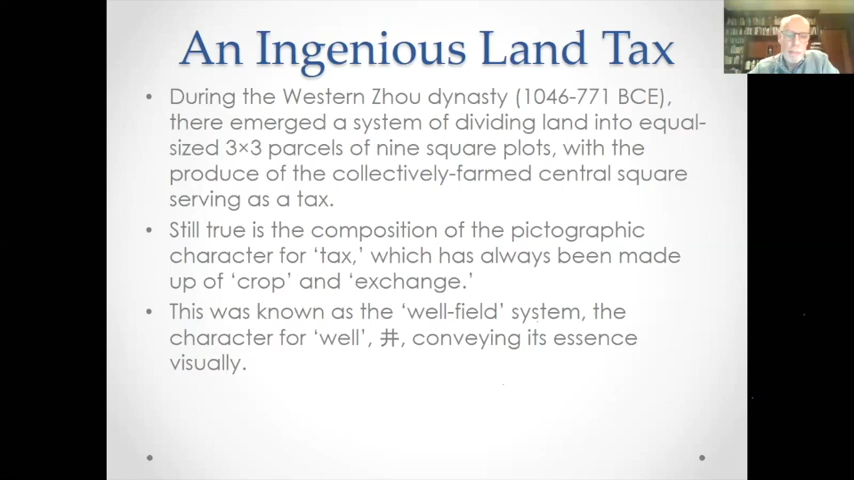 An Ingenious Land Tax
• During the Western Zhou dynasty (1046-771 BCE),
there emerged a system of dividing land into equal-
sized 3×3 parcels of nine square plots, with the
produce of the collectively-farmed central square
serving as a tax.
• Still true is the composition of the pictographic
character for ‘tax,’ which has always been made
up of ‘crop’ and ‘exchange.’
• This was known as the ‘well-field’ system, the
character for ‘well’, 井, conveying its essence
visually.